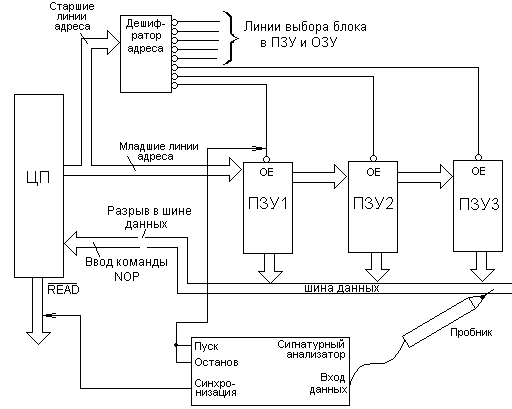 Старшие линии
адреса
Дешиф-
ратор
адреса
Линии выбора блока
в ПЗУ и ОЗУ
ЦП
Младшие линии
адреса
OE
ПЗУ1
OE
ПЗУ2
OE
ПЗУ3
Разрыв в шине
данных
Ввод команды
NOP
READ
шина данных
Пробник
Пуск
Останов
Синхро-
низация
Сигнатурный
анализатор
Вход
данных